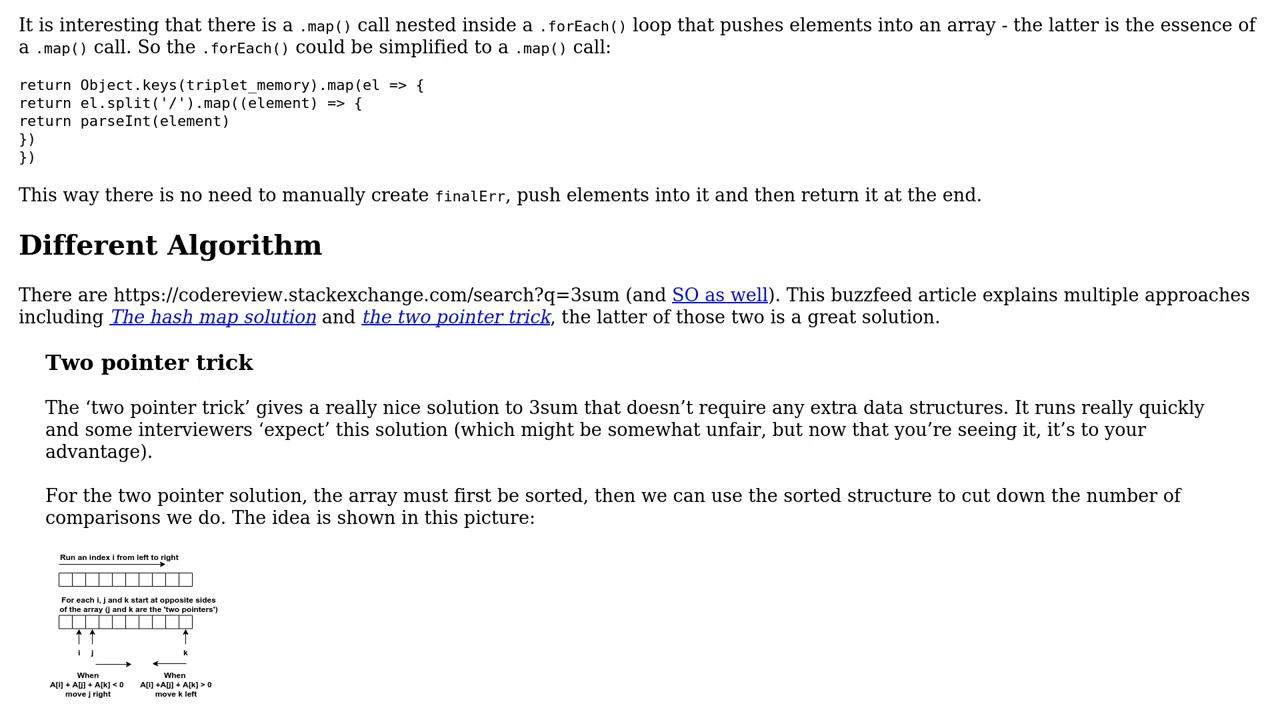 It is interesting that there is a .map() call nested inside a .forEach() loop that pushes elements into an array - the latter is the essence of
a .map() call. So the .forEach() could be simplified to a .map() call:
return Object.keys(triplet_memory).map(el => {
return el.split('/').map((element) => {
return parseInt(element)
})
})
This way there is no need to manually create finalErr, push elements into it and then return it at the end.
Different Algorithm
There are https://codereview.stackexchange.com/search?q=3sum (and SO as well). This buzzfeed article explains multiple approaches
including The hash map solution and the two pointer trick, the latter of those two is a great solution.
Two pointer trick
The ‘two pointer trick’ gives a really nice solution to 3sum that doesn’t require any extra data structures. It runs really quickly
and some interviewers ‘expect’ this solution (which might be somewhat unfair, but now that you’re seeing it, it’s to your
advantage).
For the two pointer solution, the array must first be sorted, then we can use the sorted structure to cut down the number of
comparisons we do. The idea is shown in this picture:
Run an index i from left to right
For each i, j and k start at opposite sides
of the array (j and k are the 'two pointers')
i j k
When When
A[i] + A[j] + A[k] < 0 A[i] +A[j] + A[k] > 0
move j right move k left